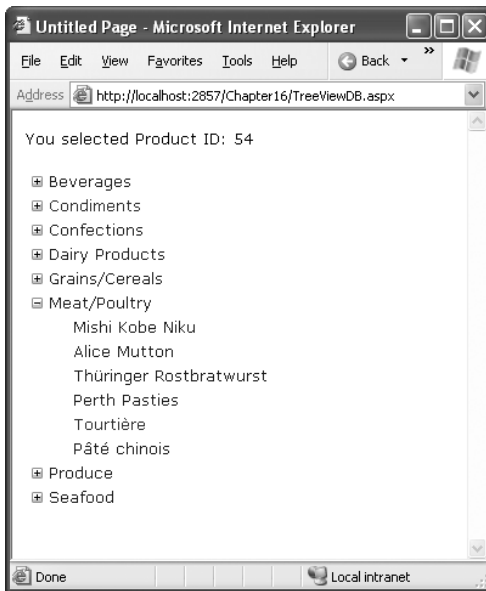 Untitled Page - Microsoft Internet Explorer
File Edit View Favorites Tools Help Back »
Address http://localhost:2857/Chapter16/TreeViewDB.aspx
You selected Product ID: 54
Beverages
Condiments
Confections
Dairy Products
Grains/Cereals
Meat/Poultry
Mishi Kobe Niku
Alice Mutton
Thüringer Rostbratwurst
Perth Pasties
Tourtière
Pâté chinois
Produce
Seafood
Done Local intranet